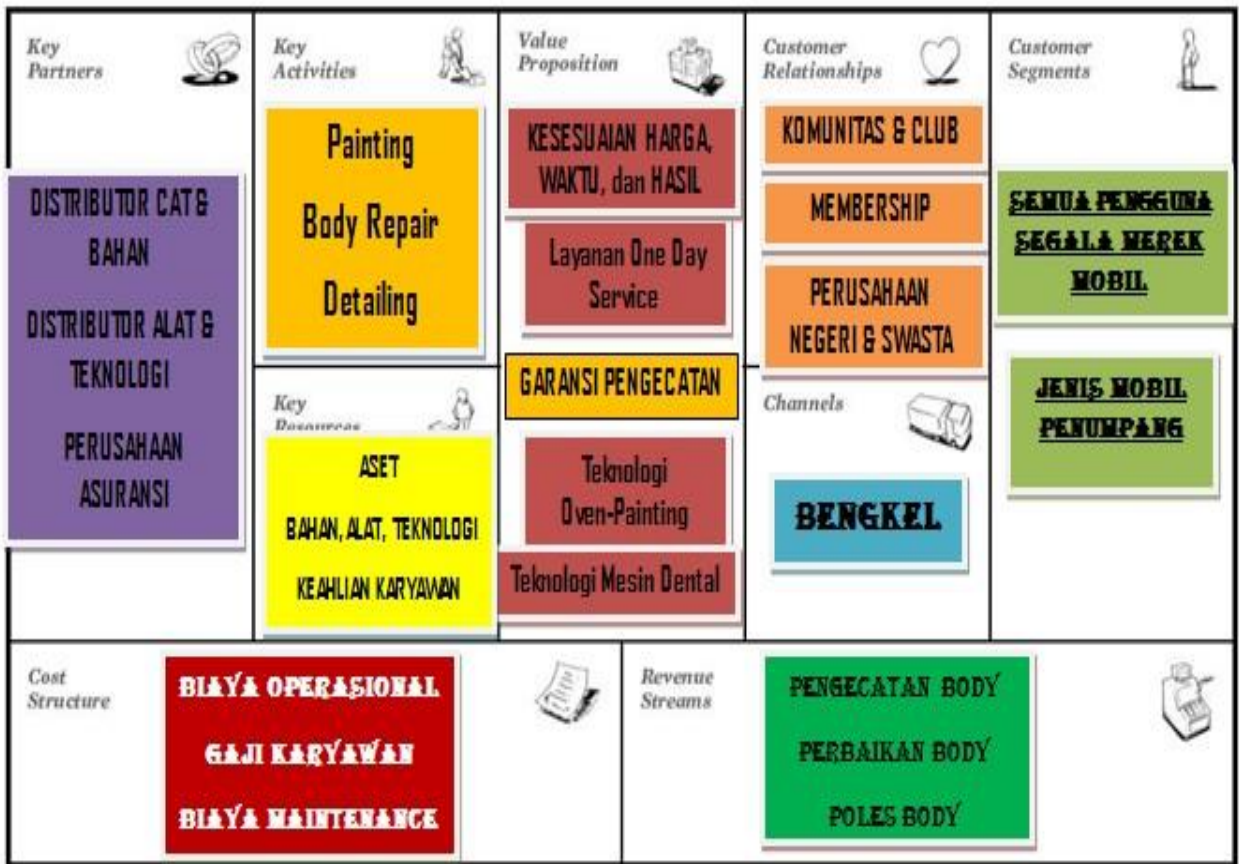 Key
Partners
DISTRIBUTOR CAT &
BAHAN
DISTRIBUTOR ALAT &
TEKNOLOGI
PERUSAHAAN
ASURANSI
Key
Activities
Painting
Body Repair
Detailing
Key
Resources
ASET
BAHAN, ALAT, TEKNOLOGI
KEAHLIAN KARYAWAN
Value
Proposition
KESESUAIAN HARGA,
WAKTU, dan HASIL
Layanan One Day
Service
GARANSI PENGECATAN
Teknologi
Oven-Painting
Teknologi Mesin Dental
Customer
Relationships
KOMUNITAS & CLUB
MEMBERSHIP
PERUSAHAAN
NEGERI & SWASTA
Channels
BENGKEL
Customer
Segments
SEMUA PENGGUNA
SEGALA MEREK
MOBIL
JENIS MOBIL
PENUMPANG
Cost
Structure
BIAYA OPERASIONAL
GAJI KARYAWAN
BIAYA MAINTENANCE
Revenue
Streams
PENGECATAN BODY
PERBAIKAN BODY
POLES BODY